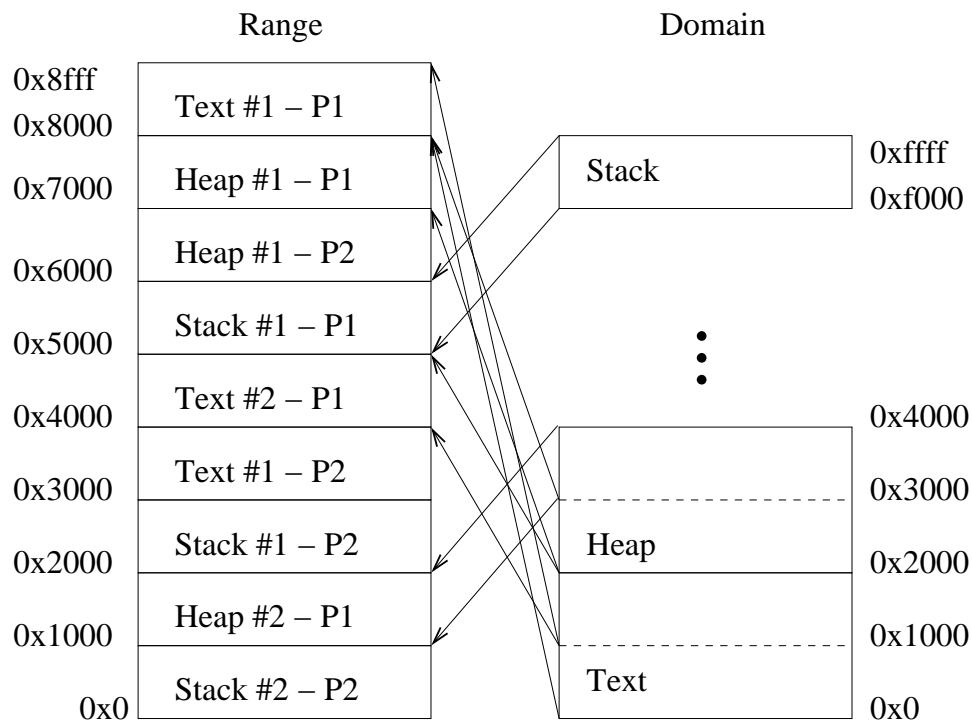 Range
Domain
0x8fff
Text #1 – P1
0x8000
Heap #1 – P1
0x7000
Heap #1 – P2
0x6000
Stack #1 – P1
0x5000
Text #2 – P1
0x4000
Text #1 – P2
0x3000
Stack #1 – P2
0x2000
Heap #2 – P1
0x1000
Stack #2 – P2
0x0
Stack
0xffff
0xf000
0x4000
0x3000
Heap
0x2000
0x1000
Text
0x0